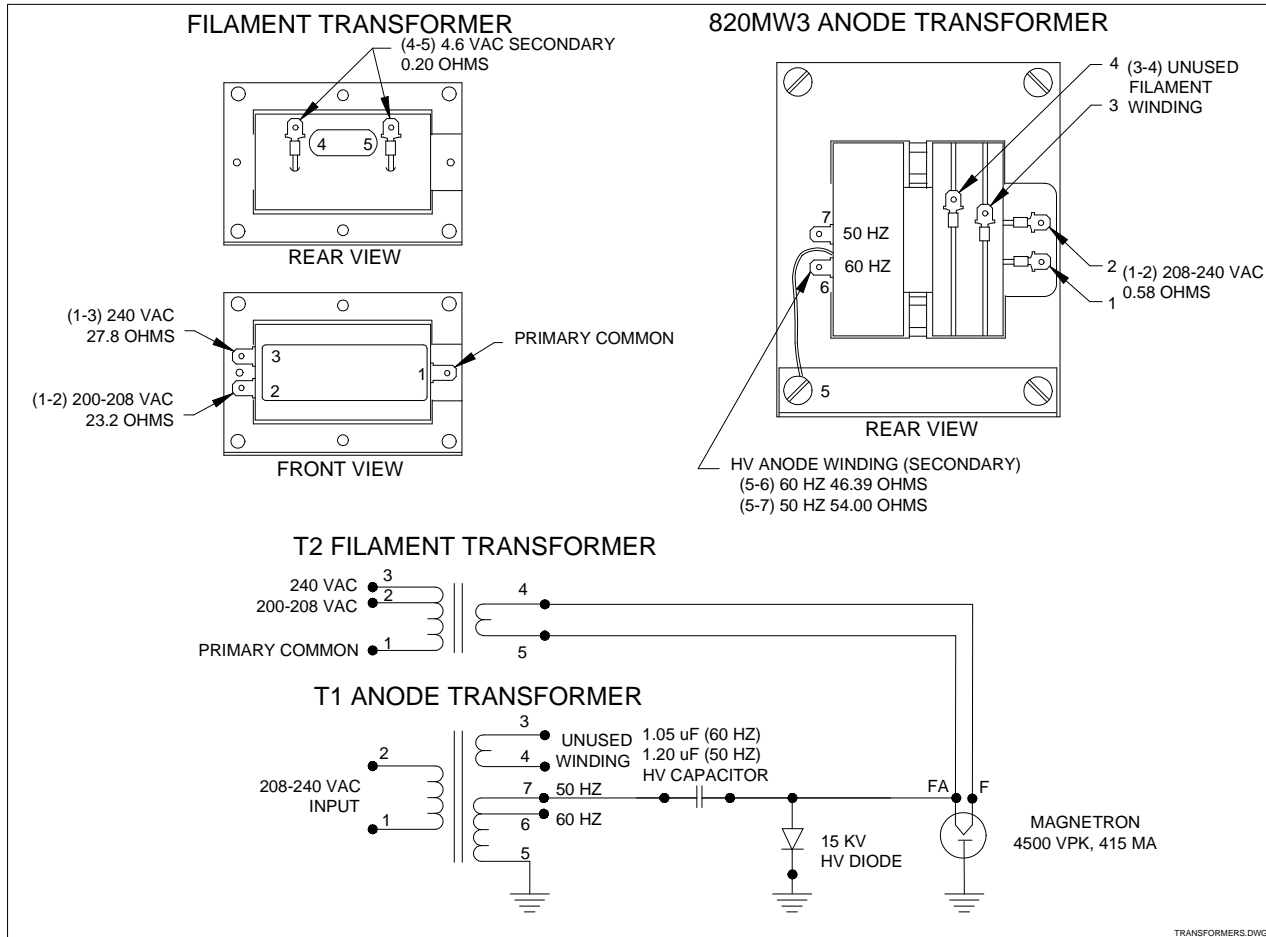 FILAMENT TRANSFORMER
(4-5) 4.6 VAC SECONDARY
0.20 OHMS
4
5
REAR VIEW
(1-3) 240 VAC
27.8 OHMS
3
2
1
PRIMARY COMMON
(1-2) 200-208 VAC
23.2 OHMS
FRONT VIEW
820MW3 ANODE TRANSFORMER
4
(3-4) UNUSED
FILAMENT
3
WINDING
7
50 HZ
60 HZ
6
2
(1-2) 208-240 VAC
0.58 OHMS
1
5
REAR VIEW
HV ANODE WINDING (SECONDARY)
(5-6) 60 HZ 46.39 OHMS
(5-7) 50 HZ 54.00 OHMS
T2 FILAMENT TRANSFORMER
240 VAC
3
200-208 VAC
2
PRIMARY COMMON
1
4
5
T1 ANODE TRANSFORMER
2
208-240 VAC
INPUT
1
3
4
UNUSED
WINDING
7
50 HZ
6
60 HZ
5
1.05 uF (60 HZ)
1.20 uF (50 HZ)
HV CAPACITOR
15 KV
HV DIODE
FA
F
MAGNETRON
4500 VPK, 415 MA
TRANSFORMERS.DWG